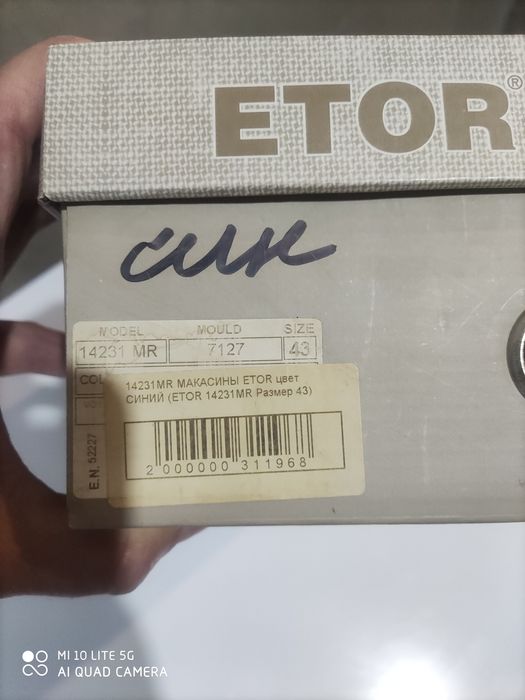 ETOR®
син
MODEL MOULD SIZE
14231 MR 7127 43
COL
14231MR МАКАСИНЫ ETOR цвет
СИНИЙ (ETOR 14231MR Размер 43)
E.N. 52227
2 000000 311968
MI 10 LITE 5G
AI QUAD CAMERA